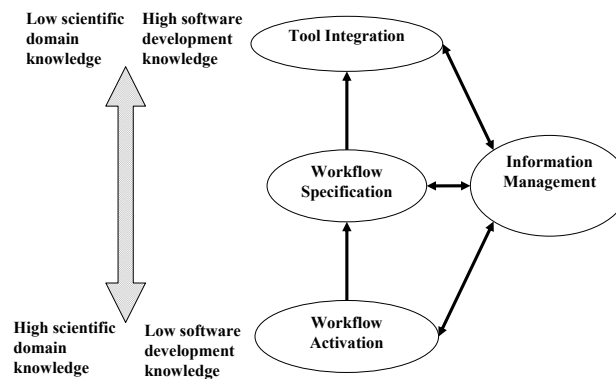 Low scientific
domain
knowledge
High software
development
knowledge
Tool Integration
Workflow
Specification
Information
Management
High scientific
domain
knowledge
Low software
development
knowledge
Workflow
Activation